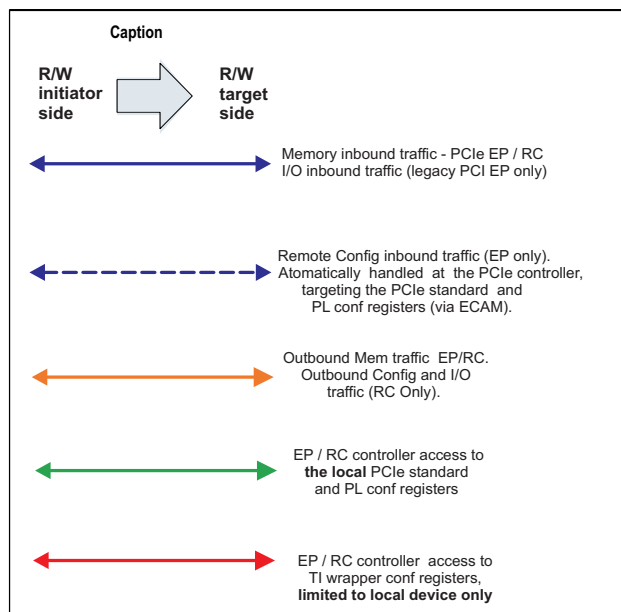 Caption
R/W
initiator
side
R/W
target
side
Memory inbound traffic - PCIe EP / RC
I/O inbound traffic (legacy PCI EP only)
Remote Config inbound traffic (EP only).
Atomatically handled at the PCIe controller,
targeting the PCIe standard and
PL conf registers (via ECAM).
Outbound Mem traffic EP/RC.
Outbound Config and I/O
traffic (RC Only).
EP / RC controller access to
the local PCIe standard
and PL conf registers
EP / RC controller access to
TI wrapper conf registers,
limited to local device only